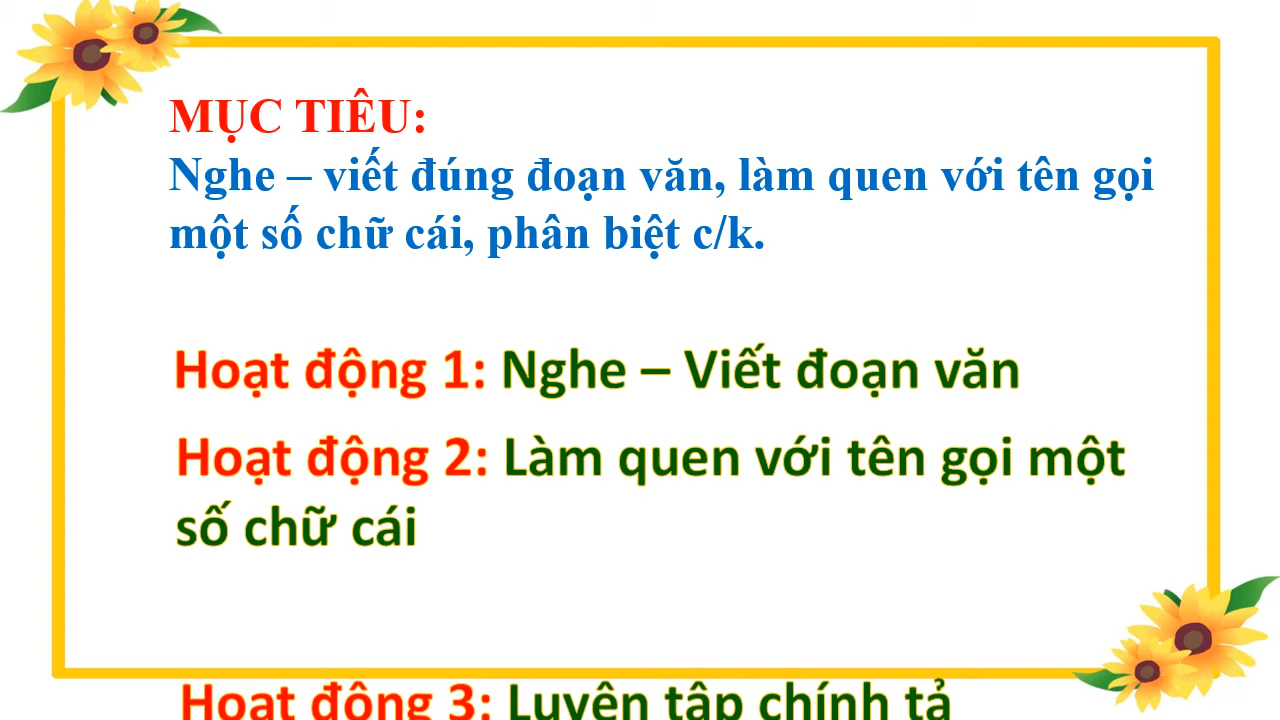 MỤC TIÊU:
Nghe – viết đúng đoạn văn, làm quen với tên gọi
một số chữ cái, phân biệt c/k.
Hoạt động 1: Nghe – Viết đoạn văn
Hoạt động 2: Làm quen với tên gọi một
số chữ cái
Hoạt động 3: Luyện tập chính tả